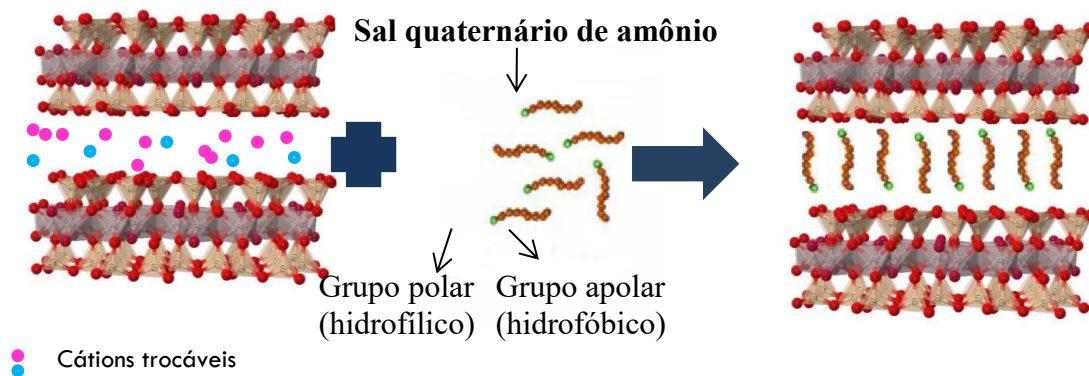 Sal quaternário de amônio
Grupo polar
(hidrofílico)
Grupo apolar
(hidrofóbico)
Cátions trocáveis